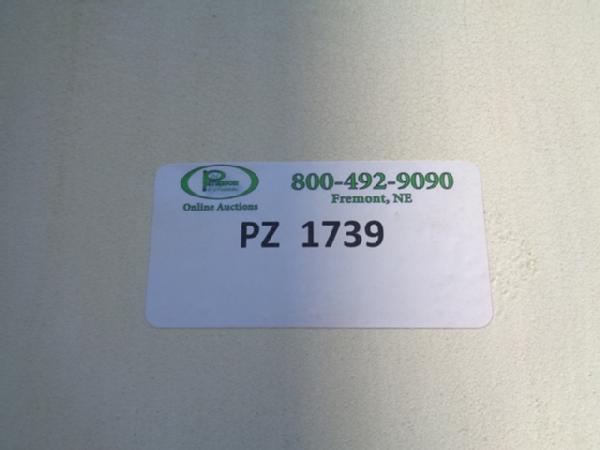 800-492-9090
Fremont, NE
Online Auctions
PZ 1739